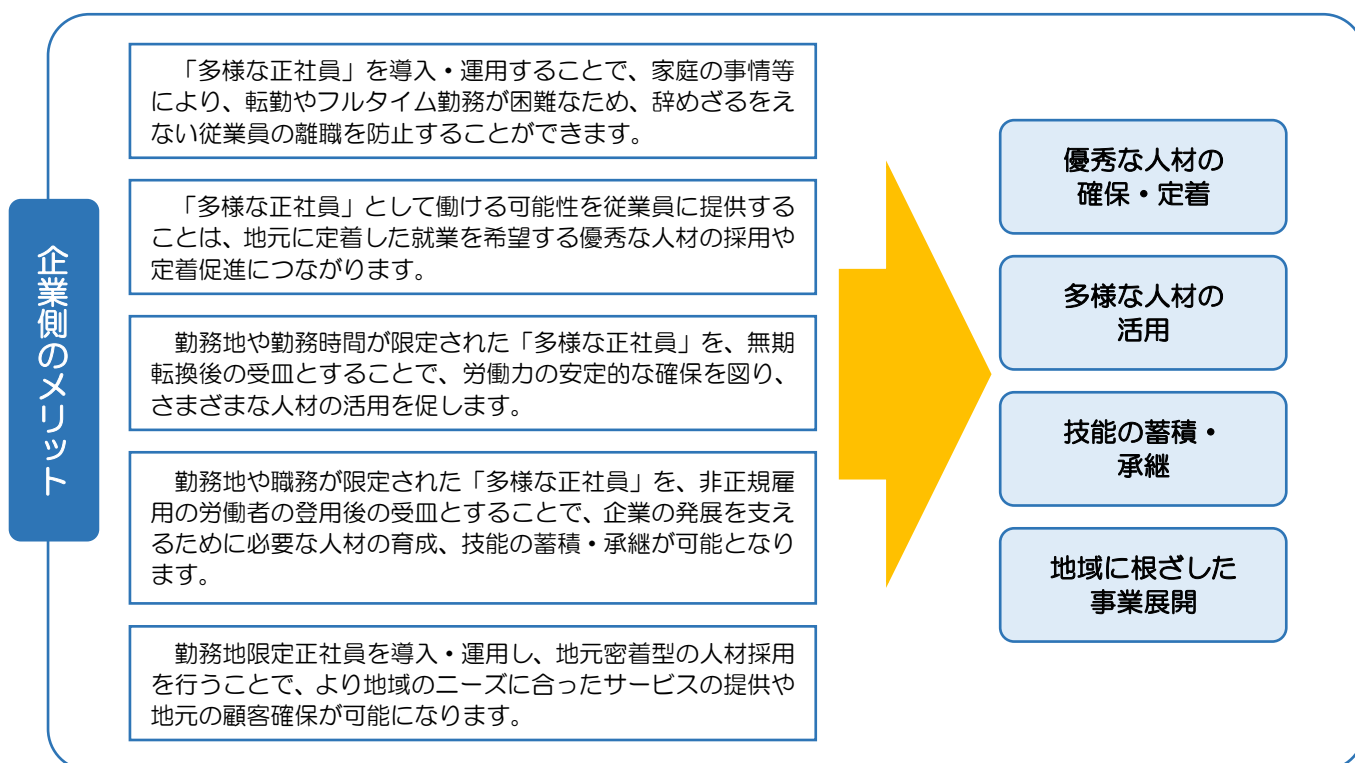 企業側のメリット
「多様な正社員」を導入・運用することで、家庭の事情等
により、転勤やフルタイム勤務が困難なため、辞めざるをえ
ない従業員の離職を防止することができます。
「多様な正社員」として働ける可能性を従業員に提供する
ことは、地元に定着した就業を希望する優秀な人材の採用や
定着促進につながります。
勤務地や勤務時間が限定された「多様な正社員」を、無期
転換後の受皿とすることで、労働力の安定的な確保を図り、
さまざまな人材の活用を促します。
勤務地や職務が限定された「多様な正社員」を、非正規雇
用の労働者の登用後の受皿とすることで、企業の発展を支え
るために必要な人材の育成、技能の蓄積・承継が可能となり
ます。
勤務地限定正社員を導入・運用し、地元密着型の人材採用
を行うことで、より地域のニーズに合ったサービスの提供や
地元の顧客確保が可能になります。
優秀な人材の
確保・定着
多様な人材の
活用
技能の蓄積・
承継
地域に根ざした
事業展開